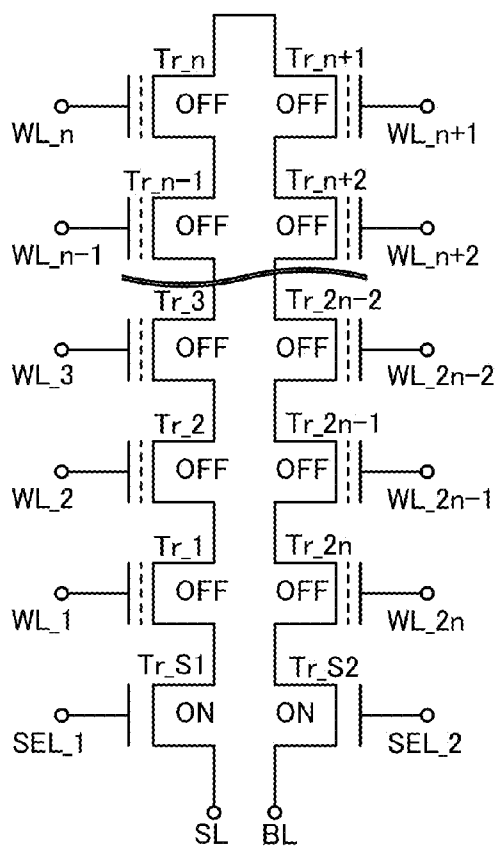 Tr_n Tr_n+1
OFF OFF
WL_n WL_n+1
Tr_n-1 Tr_n+2
OFF OFF
WL_n-1 WL_n+2
Tr_3 Tr_2n-2
OFF OFF
WL_3 WL_2n-2
Tr_2 Tr_2n-1
OFF OFF
WL_2 WL_2n-1
Tr_1 Tr_2n
OFF OFF
WL_1 WL_2n
Tr_S1 Tr_S2
ON ON
SEL_1 SEL_2
SL BL